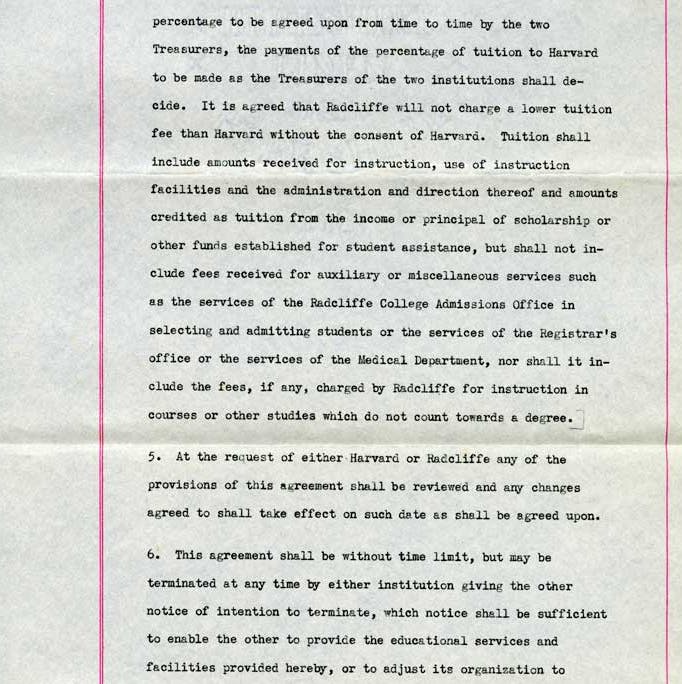 percentage to be agreed upon from time to time by the two
Treasurers, the payments of the percentage of tuition to Harvard
to be made as the Treasurers of the two institutions shall de-
cide. It is agreed that Radcliffe will not charge a lower tuition
fee than Harvard without the consent of Harvard. Tuition shall
include amounts received for instruction, use of instruction
facilities and the administration and direction thereof and amounts
credited as tuition from the income or principal of scholarship or
other funds established for student assistance, but shall not in-
clude fees received for auxiliary or miscellaneous services such
as the services of the Radcliffe College Admissions Office in
selecting and admitting students or the services of the Registrar's
office or the services of the Medical Department, nor shall it in-
clude the fees, if any, charged by Radcliffe for instruction in
courses or other studies which do not count towards a degree.]
5. At the request of either Harvard or Radcliffe any of the
provisions of this agreement shall be reviewed and any changes
agreed to shall take effect on such date as shall be agreed upon.
6. This agreement shall be without time limit, but may be
terminated at any time by either institution giving the other
notice of intention to terminate, which notice shall be sufficient
to enable the other to provide the educational services and
facilities provided hereby, or to adjust its organization to